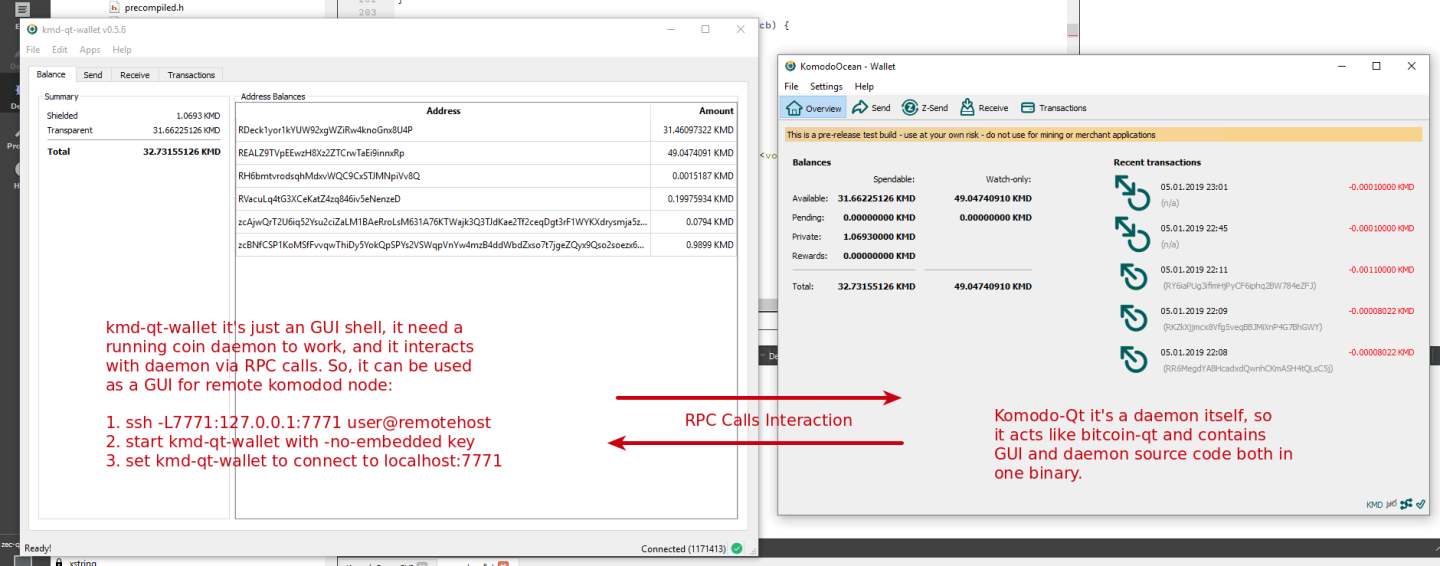 precompiled.h
203
cb) {
kmd-qt-wallet v0.5.6
File Edit Apps Help
Balance Send Receive Transactions
Summary
Shielded 1.0693 KMD
Transparent 31.66225126 KMD
Total 32.73155126 KMD
Address Balances
Address Amount
RDeck1yor1kYUW92xgWZiRw4knoGnx8U4P 31.46097322 KMD
REALZ9TVpEEwzH8Xz2ZTCrwTaEi9innxRp 49.0474091 KMD
RH6bmtvrodsqhMdxvWQC9CxSTJMNpiVv8Q 0.0015187 KMD
RVacuLq4tG3XCeKatZ4zq846iv5eNenzeD 0.19975934 KMD
zcAjwQrT2U6iq52Ysu2ciZaLM1BAeRroLsM631A76KTWajk3Q3TJdKae2Tf2ceqDgt3rF1WYKXdrysmja5z... 0.0794 KMD
zcBNfCSP1KoMSfFvvqwThiDy5YokQpSPYs2VSWqpVnYw4mzB4ddWbdZxso7t7jgeZQyx9Qso2soezx6... 0.9899 KMD
kmd-qt-wallet it's just an GUI shell, it need a
running coin daemon to work, and it interacts
with daemon via RPC calls. So, it can be used
as a GUI for remote komodod node:
1. ssh -L7771:127.0.0.1:7771 user@remotehost
2. start kmd-qt-wallet with -no-embedded key
3. set kmd-qt-wallet to connect to localhost:7771
Ready!
Connected (1171413)
RPC Calls Interaction
<vo
KomodoOcean - Wallet
File Settings Help
Overview Send Z-Send Receive Transactions
This is a pre-release test build - use at your own risk - do not use for mining or merchant applications
Balances
Spendable: Watch-only:
Available: 31.66225126 KMD 49.04740910 KMD
Pending: 0.00000000 KMD 0.00000000 KMD
Private: 1.06930000 KMD
Rewards: 0.00000000 KMD
Total: 32.73155126 KMD 49.04740910 KMD
Recent transactions
05.01.2019 23:01 -0.00010000 KMD
(n/a)
05.01.2019 22:45 -0.00010000 KMD
(n/a)
05.01.2019 22:11 -0.00110000 KMD
(RY6iaPUg3ifimHjPyCF6iphq2BW784eZFJ)
05.01.2019 22:09 -0.00008022 KMD
(RKZkXjjmcx8Vfg5veqBBJMiXnP4G7BhGWY)
05.01.2019 22:08 -0.00008022 KMD
(RR6MegdYABHcadxdQwnhCKmASH4tQLsC5j)
Komodo-Qt it's a daemon itself, so
it acts like bitcoin-qt and contains
GUI and daemon source code both in
one binary.
KMD HD
xstring